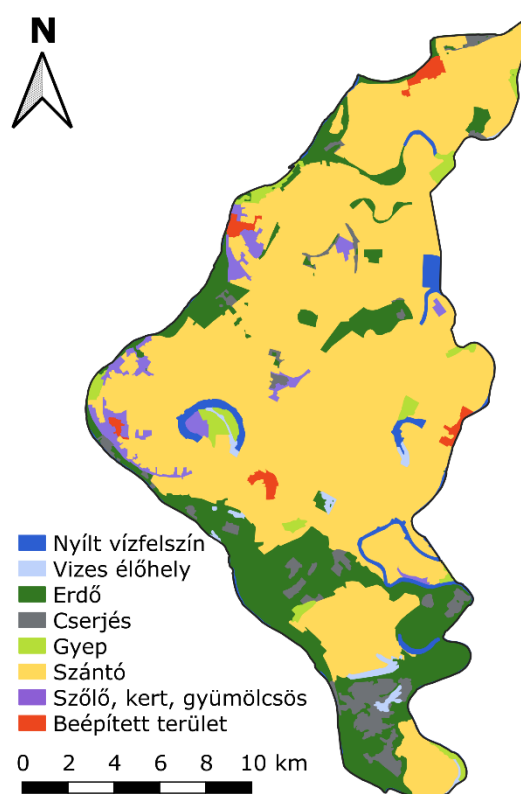 N
Nyílt vízfelszín
Vizes élőhely
Erdő
Cserjés
Gyep
Szántó
Szőlő, kert, gyümölcsös
Beépített terület
0 2 4 6 8 10 km